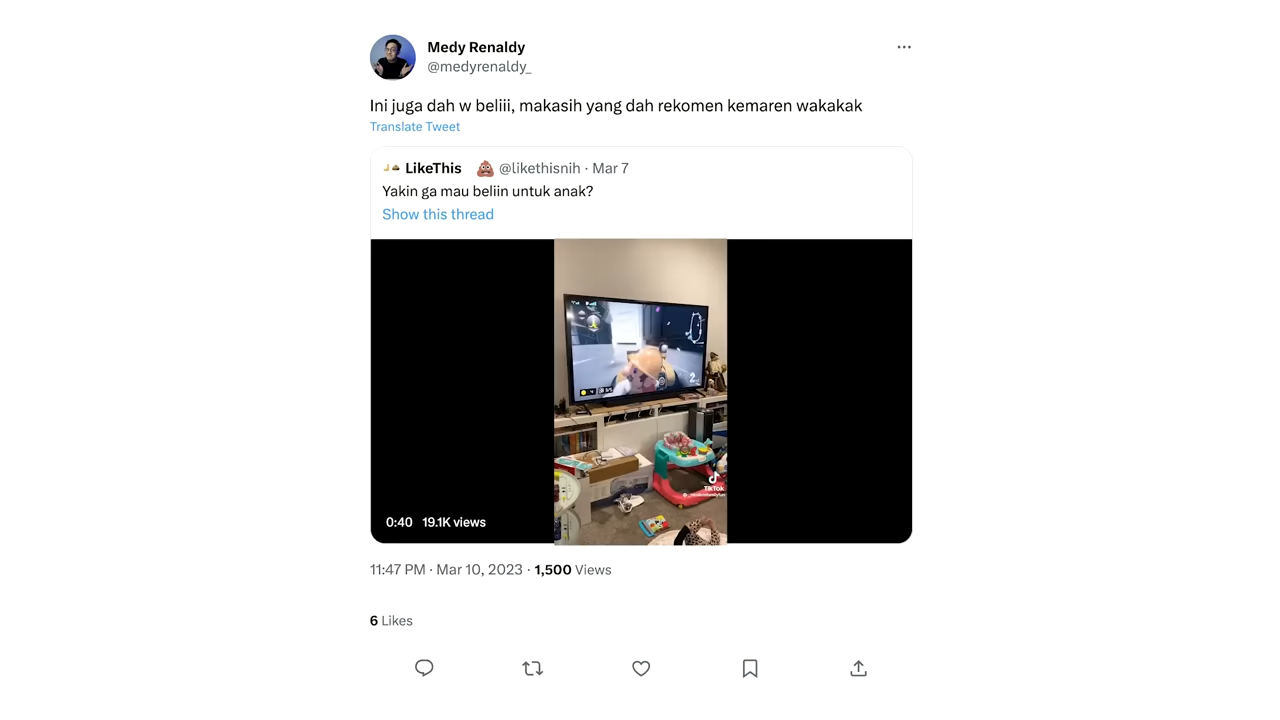 Medy Renaldy
@medyrenaldy_
Ini juga dah w beliii, makasih yang dah rekomen kemaren wakakak
Translate Tweet
LikeThis 💩 @likethisnih · Mar 7
Yakin ga mau beliin untuk anak?
Show this thread
2
TikTok
0:40 19.1K views
11:47 PM · Mar 10, 2023 · 1,500 Views
6 Likes